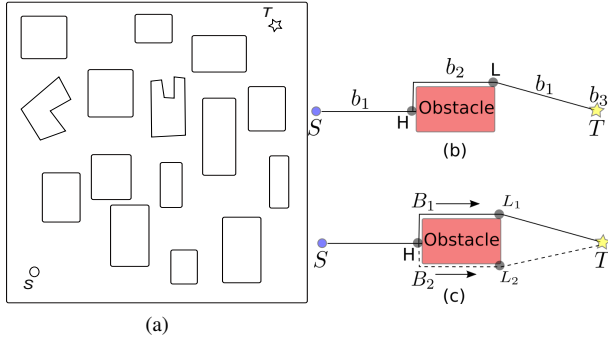 T
S
(a)
b₁
b₂
L
b₁
b₃
S
H
Obstacle
T
(b)
B₁
L₁
S
H
Obstacle
T
B₂
L₂
(c)